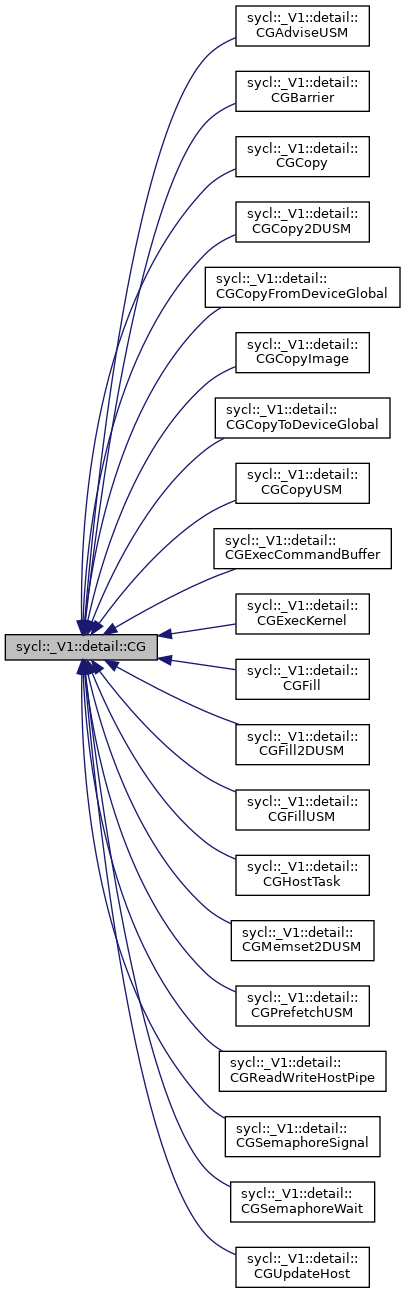 sycl::_V1::detail::
CGAdviseUSM
sycl::_V1::detail::
CGBarrier
sycl::_V1::detail::
CGCopy
sycl::_V1::detail::
CGCopy2DUSM
sycl::_V1::detail::
CGCopyFromDeviceGlobal
sycl::_V1::detail::
CGCopyImage
sycl::_V1::detail::
CGCopyToDeviceGlobal
sycl::_V1::detail::
CGCopyUSM
sycl::_V1::detail::
CGExecCommandBuffer
sycl::_V1::detail::
CGExecKernel
sycl::_V1::detail::CG
sycl::_V1::detail::
CGFill
sycl::_V1::detail::
CGFill2DUSM
sycl::_V1::detail::
CGFillUSM
sycl::_V1::detail::
CGHostTask
sycl::_V1::detail::
CGMemset2DUSM
sycl::_V1::detail::
CGPrefetchUSM
sycl::_V1::detail::
CGReadWriteHostPipe
sycl::_V1::detail::
CGSemaphoreSignal
sycl::_V1::detail::
CGSemaphoreWait
sycl::_V1::detail::
CGUpdateHost